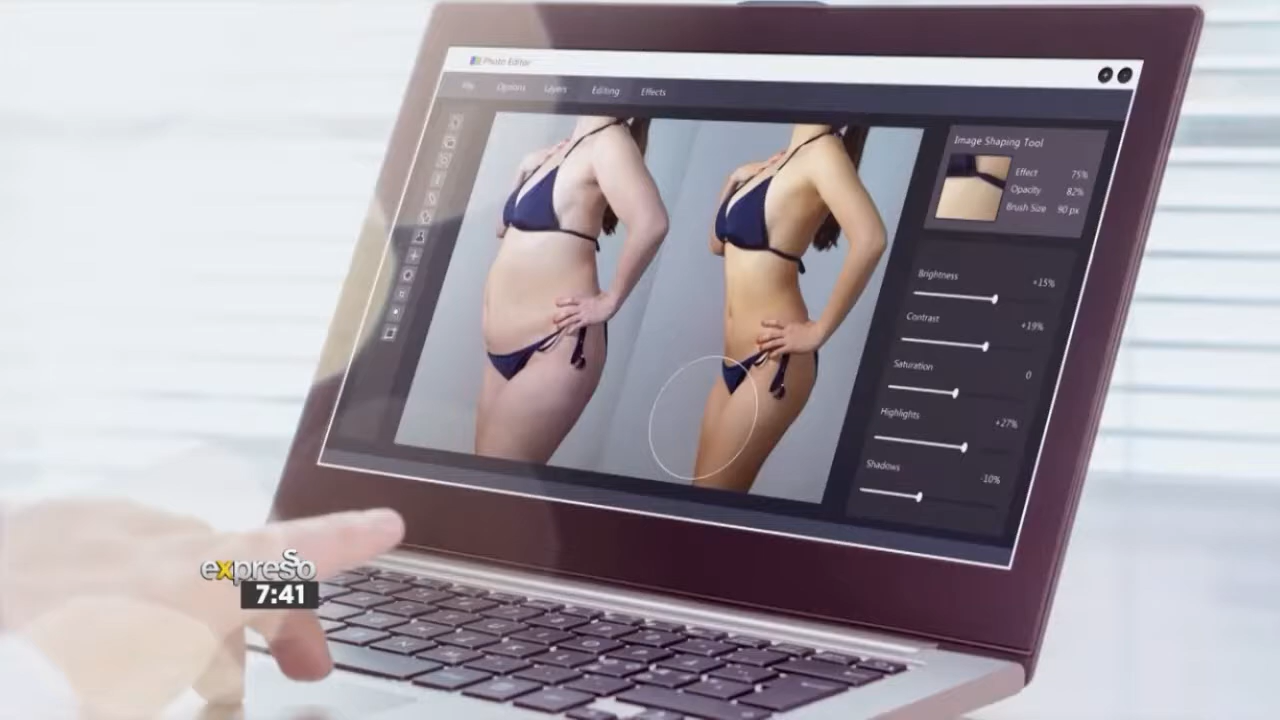 Photo Editor
File Options Layers Editing Effects
Image Shaping Tool
Effect 75%
Opacity 82%
Brush Size 90 px
Brightness +15%
Contrast +19%
Saturation 0
Highlights +27%
Shadows -10%
expresso
7:41